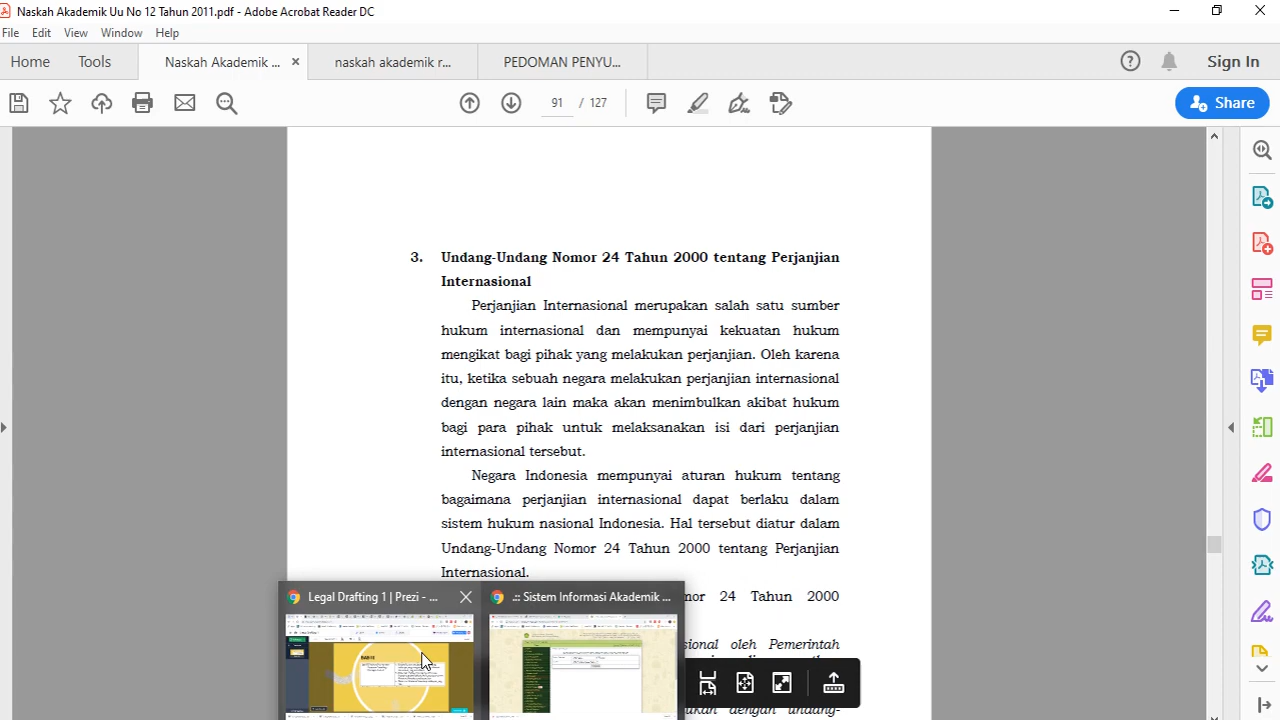 Naskah Akademik Uu No 12 Tahun 2011.pdf - Adobe Acrobat Reader DC
File Edit View Window Help
Home Tools Naskah Akademik ... × naskah akademik r... PEDOMAN PENYU... Sign In
91 / 127 Share
3. Undang-Undang Nomor 24 Tahun 2000 tentang Perjanjian
Internasional
Perjanjian Internasional merupakan salah satu sumber
hukum internasional dan mempunyai kekuatan hukum
mengikat bagi pihak yang melakukan perjanjian. Oleh karena
itu, ketika sebuah negara melakukan perjanjian internasional
dengan negara lain maka akan menimbulkan akibat hukum
bagi para pihak untuk melaksanakan isi dari perjanjian
internasional tersebut.
Negara Indonesia mempunyai aturan hukum tentang
bagaimana perjanjian internasional dapat berlaku dalam
sistem hukum nasional Indonesia. Hal tersebut diatur dalam
Undang-Undang Nomor 24 Tahun 2000 tentang Perjanjian
Internasional.
Legal Drafting 1 | Prezi - ... .:: Sistem Informasi Akademik ...
24 Tahun 2000
oleh Pemerintah
dengan undang-